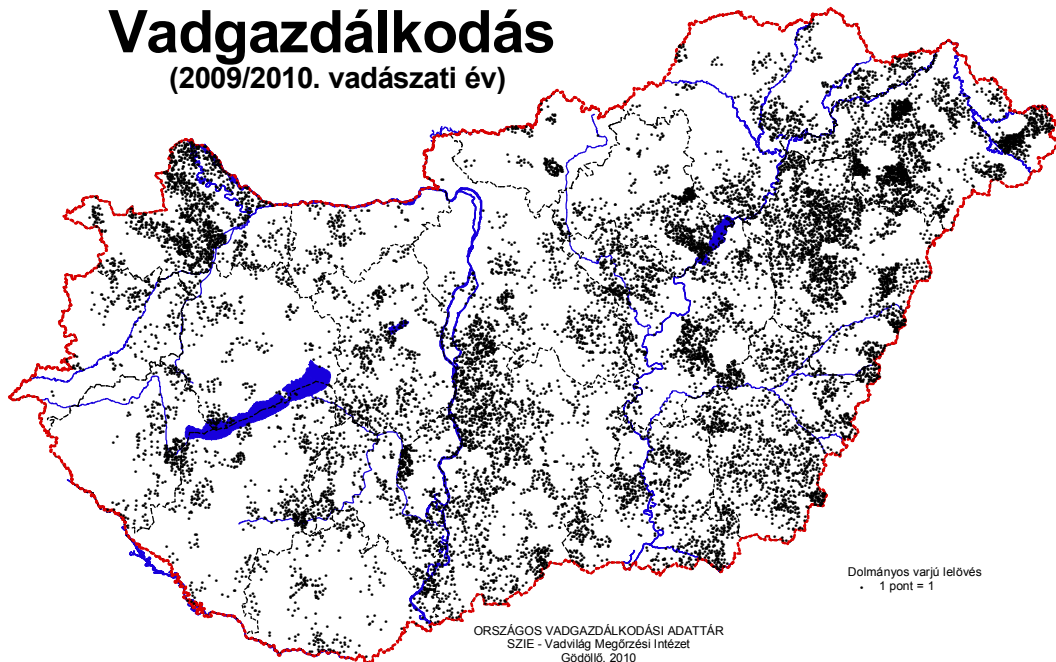 Vadgazdálkodás
(2009/2010. vadászati év)
Dolmányos varjú lelövés
1 pont = 1
ORSZÁGOS VADGAZDÁLKODÁSI ADATTÁR
SZIE - Vadvilág Megőrzési Intézet
Gödöllő, 2010